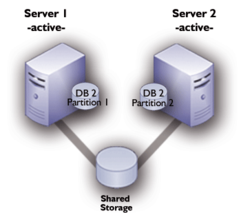 Server 1
-active-
Server 2
-active-
DB 2
Partition 1
DB 2
Partition 2
Shared
Storage